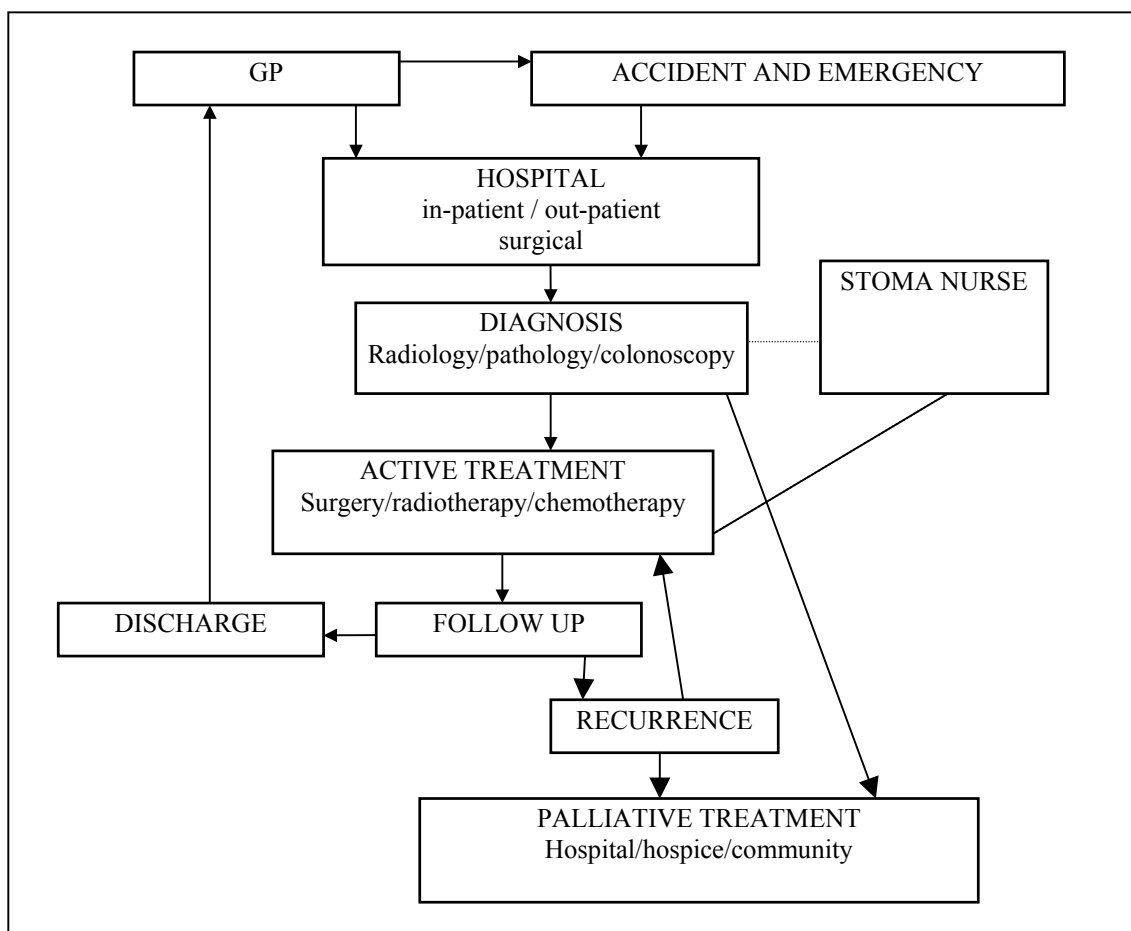 GP
ACCIDENT AND EMERGENCY
HOSPITAL
in-patient / out-patient
surgical
STOMA NURSE
DIAGNOSIS
Radiology/pathology/colonoscopy
ACTIVE TREATMENT
Surgery/radiotherapy/chemotherapy
DISCHARGE
FOLLOW UP
RECURRENCE
PALLIATIVE TREATMENT
Hospital/hospice/community